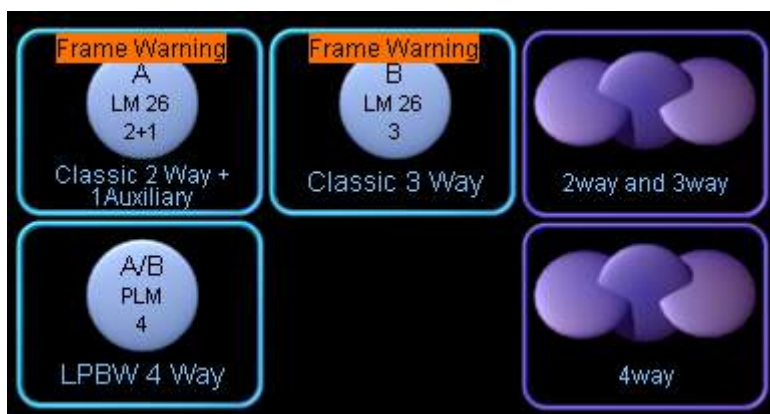 Frame Warning
A
LM 26
2+1
Classic 2 Way +
1Auxiliary
Frame Warning
B
LM 26
3
Classic 3 Way
2way and 3way
A/B
PLM
4
LPBW 4 Way
4way